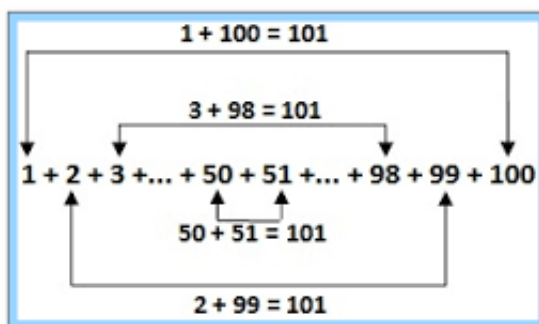 1 + 100 = 101
3 + 98 = 101
1 + 2 + 3 +... + 50 + 51 +... + 98 + 99 + 100
50 + 51 = 101
2 + 99 = 101